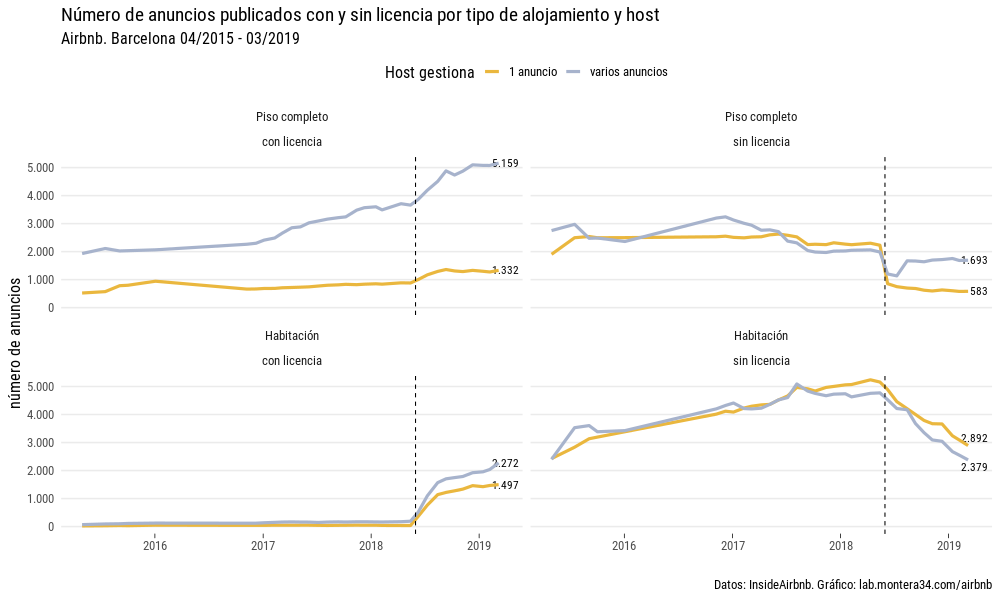 Número de anuncios publicados con y sin licencia por tipo de alojamiento y host
Airbnb. Barcelona 04/2015 - 03/2019
Host gestiona 1 anuncio varios anuncios
Piso completo
con licencia
Piso completo
sin licencia
5.000
4.000
3.000
2.000
1.000
0
5.159
1.332
1.693
583
número de anuncios
Habitación
con licencia
Habitación
sin licencia
5.000
4.000
3.000
2.000
1.000
0
2.272
1.497
2.892
2.379
2016 2017 2018 2019
2016 2017 2018 2019
Datos: InsideAirbnb. Gráfico: lab.montera34.com/airbnb